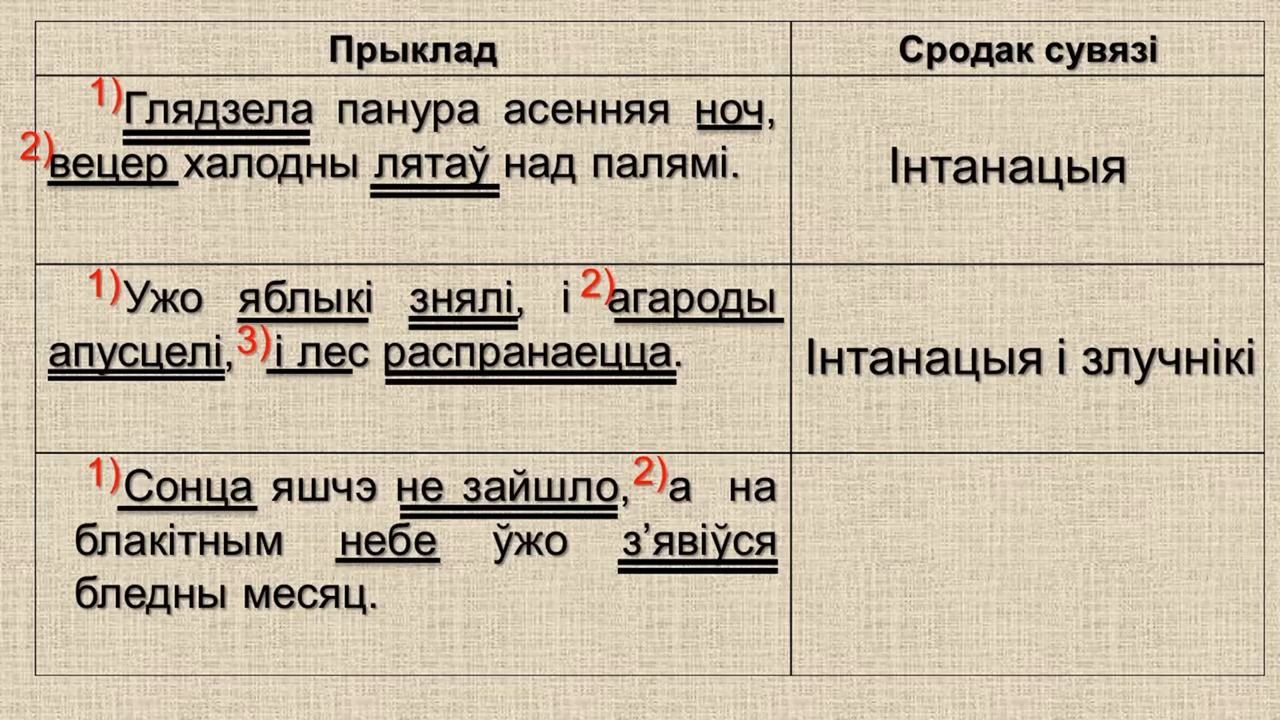 Прыклад
Сродак сувязі
1)Глядзела панура асенняя ноч,
2)вецер халодны лятаў над палямі.
Інтанацыя
1)Ужо яблыкі знялі, і 2)агароды
апусцелі,3)і лес распранаецца.
Інтанацыя і злучнікі
1)Сонца яшчэ не зайшло,2)а на
блакітным небе ўжо з’явіўся
бледны месяц.